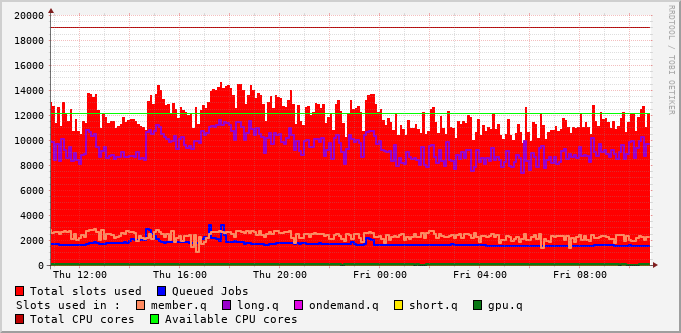 20000
18000
16000
14000
12000
10000
8000
6000
4000
2000
0
Thu 12:00 Thu 16:00 Thu 20:00 Fri 00:00 Fri 04:00 Fri 08:00
RRDTOOL / TOBI OETIKER
Total slots used Queued Jobs
Slots used in : member.q long.q ondemand.q short.q gpu.q
Total CPU cores Available CPU cores